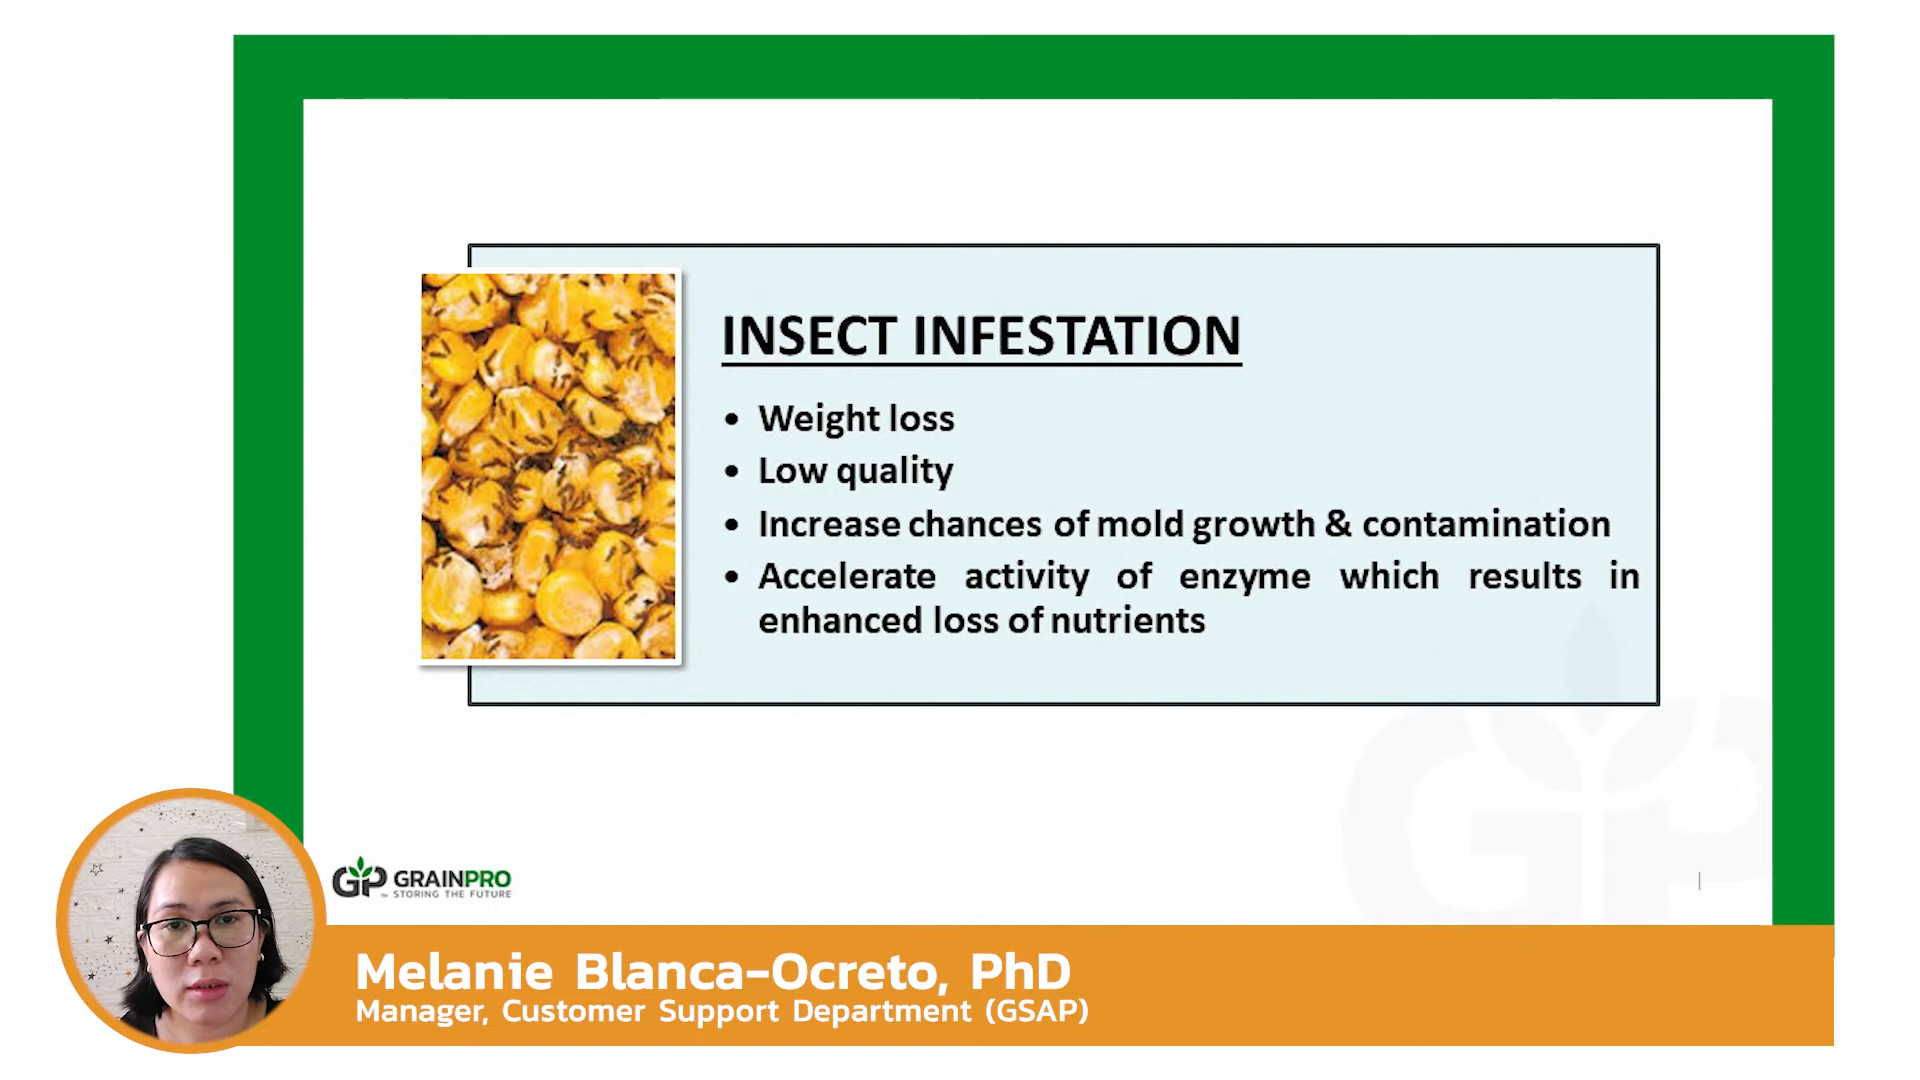 INSECT INFESTATION
• Weight loss
• Low quality
• Increase chances of mold growth & contamination
• Accelerate activity of enzyme which results in
enhanced loss of nutrients
GP GRAINPRO
STORING THE FUTURE
Melanie Blanca-Ocreto, PhD
Manager, Customer Support Department (GSAP)